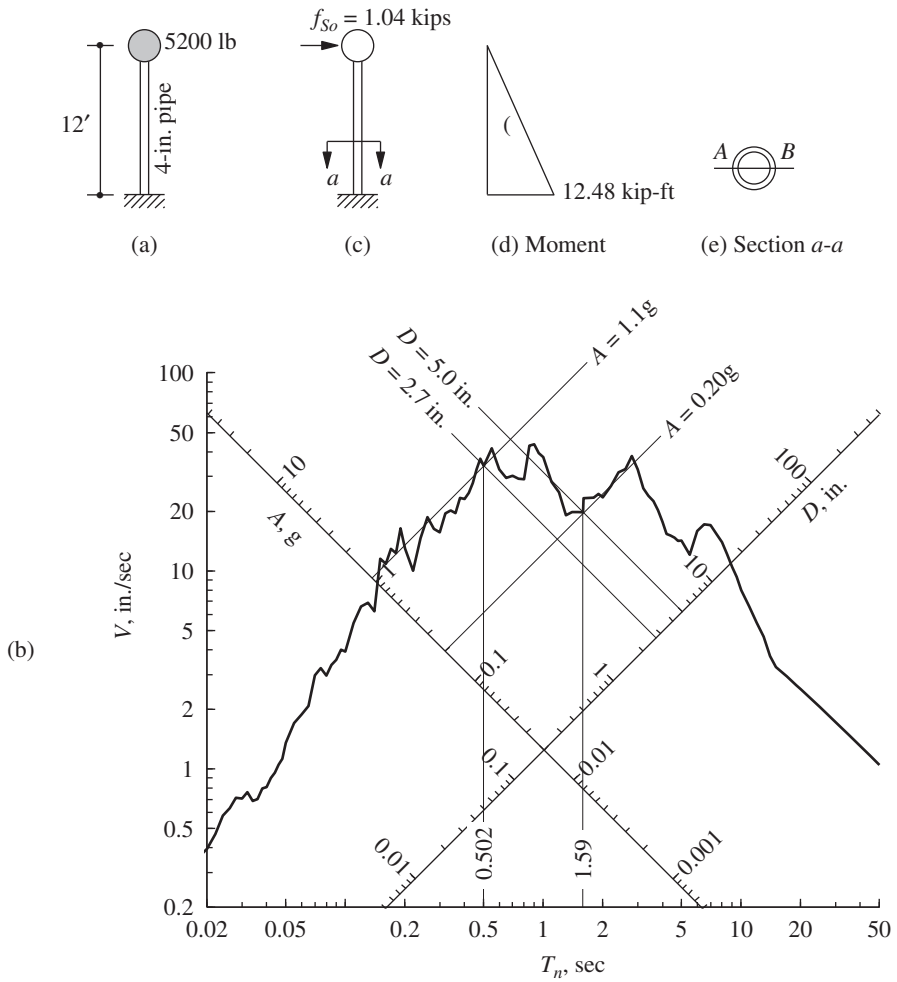 f_So = 1.04 kips
5200 lb
12′
4-in. pipe
a a
12.48 kip-ft
A B
(a)
(c)
(d) Moment
(e) Section a-a
(b)
D = 5.0 in.
D = 2.7 in.
A = 1.1g
A = 0.20g
100
50
20
10
5
2
1
0.5
0.2
V, in./sec
10
A, g
1
0.1
0.01
0.001
100
D, in.
10
1
0.1
0.01
0.502
1.59
0.02 0.05 0.2 0.5 1 2 5 10 20 50
T_n, sec